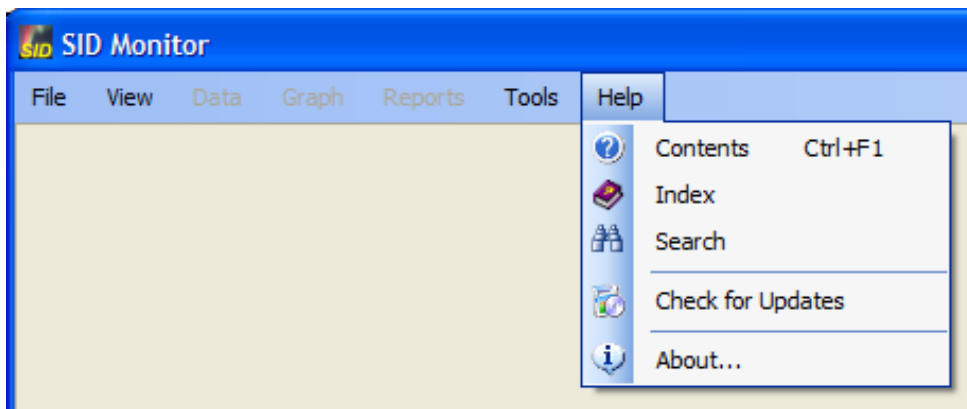 SID SID Monitor
File View Data Graph Reports Tools Help
Contents Ctrl+F1
Index
Search
Check for Updates
About...